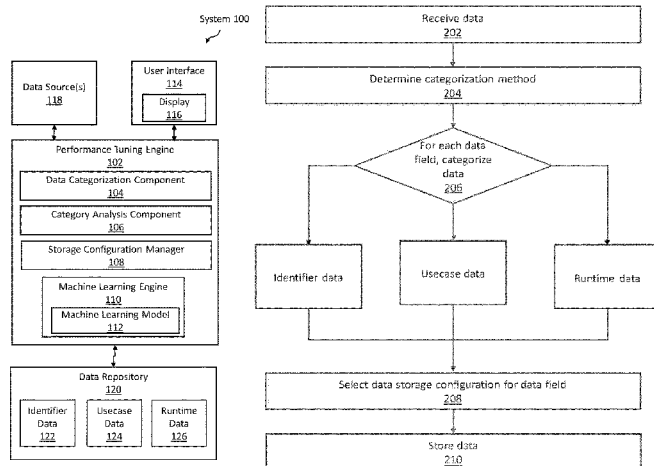 System 100
Data Source(s)
118
User Interface
114
Display
116
Performance Tuning Engine
102
Data Categorization Component
104
Category Analysis Component
106
Storage Configuration Manager
108
Machine Learning Engine
110
Machine Learning Model
112
Data Repository
120
Identifier
Data
122
Usecase
Data
124
Runtime
Data
126
Receive data
202
Determine categorization method
204
For each data
field, categorize
data
206
Identifier data
Usecase data
Runtime data
Select data storage configuration for data field
208
Store data
210